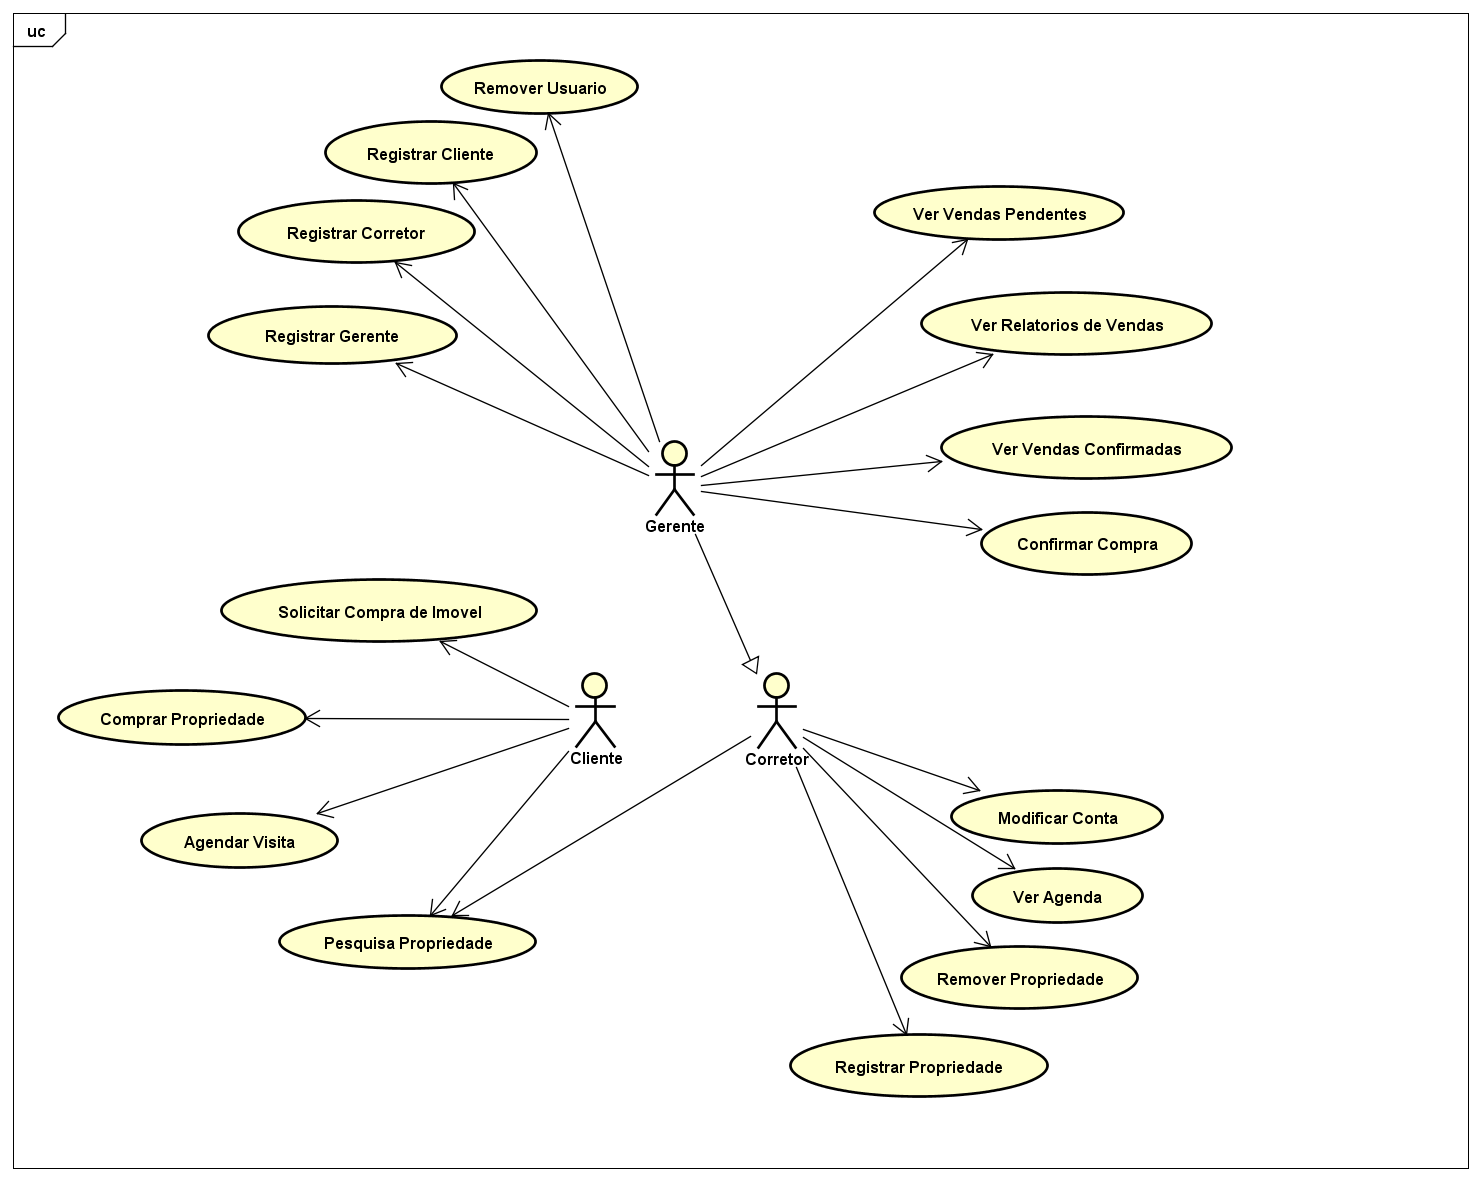 uc
Remover Usuario
Registrar Cliente
Registrar Corretor
Ver Vendas Pendentes
Registrar Gerente
Ver Relatorios de Vendas
Ver Vendas Confirmadas
Gerente
Confirmar Compra
Solicitar Compra de Imovel
Comprar Propriedade
Cliente
Corretor
Modificar Conta
Agendar Visita
Ver Agenda
Pesquisa Propriedade
Remover Propriedade
Registrar Propriedade